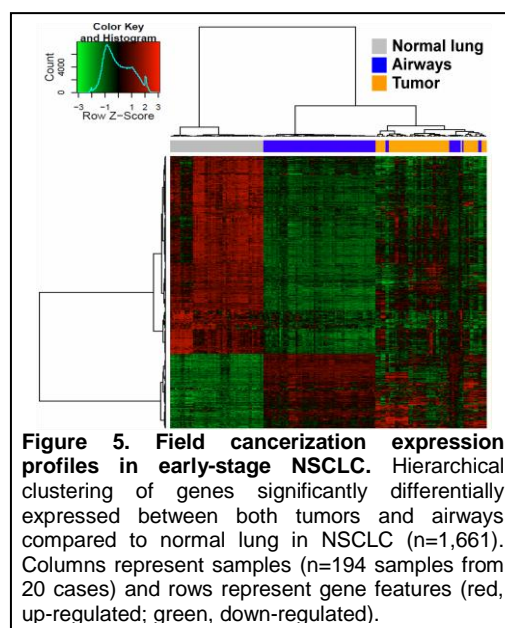 Color Key
and Histogram
Count
0 4000
−3 −1 0 1 2 3
Row Z-Score
Normal lung
Airways
Tumor
Figure 5. Field cancerization expression
profiles in early-stage NSCLC. Hierarchical
clustering of genes significantly differentially
expressed between both tumors and airways
compared to normal lung in NSCLC (n=1,661).
Columns represent samples (n=194 samples from
20 cases) and rows represent gene features (red,
up-regulated; green, down-regulated).